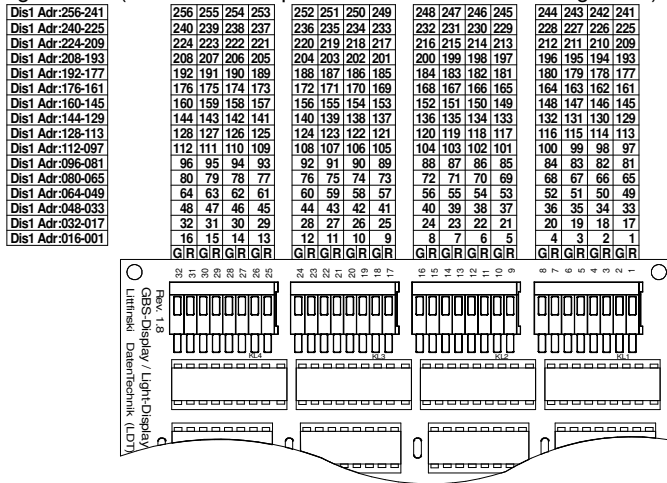 Dis1 Adr:256-241 256 255 254 253 252 251 250 249 248 247 246 245 244 243 242 241
Dis1 Adr:240-225 240 239 238 237 236 235 234 233 232 231 230 229 228 227 226 225
Dis1 Adr:224-209 224 223 222 221 220 219 218 217 216 215 214 213 212 211 210 209
Dis1 Adr:208-193 208 207 206 205 204 203 202 201 200 199 198 197 196 195 194 193
Dis1 Adr:192-177 192 191 190 189 188 187 186 185 184 183 182 181 180 179 178 177
Dis1 Adr:176-161 176 175 174 173 172 171 170 169 168 167 166 165 164 163 162 161
Dis1 Adr:160-145 160 159 158 157 156 155 154 153 152 151 150 149 148 147 146 145
Dis1 Adr:144-129 144 143 142 141 140 139 138 137 136 135 134 133 132 131 130 129
Dis1 Adr:128-113 128 127 126 125 124 123 122 121 120 119 118 117 116 115 114 113
Dis1 Adr:112-097 112 111 110 109 108 107 106 105 104 103 102 101 100 99 98 97
Dis1 Adr:096-081 96 95 94 93 92 91 90 89 88 87 86 85 84 83 82 81
Dis1 Adr:080-065 80 79 78 77 76 75 74 73 72 71 70 69 68 67 66 65
Dis1 Adr:064-049 64 63 62 61 60 59 58 57 56 55 54 53 52 51 50 49
Dis1 Adr:048-033 48 47 46 45 44 43 42 41 40 39 38 37 36 35 34 33
Dis1 Adr:032-017 32 31 30 29 28 27 26 25 24 23 22 21 20 19 18 17
Dis1 Adr:016-001 16 15 14 13 12 11 10 9 8 7 6 5 4 3 2 1
G R G R G R G R G R G R G R G R G R G R G R G R G R G R G R G R
32 31 30 29 28 27 26 25 24 23 22 21 20 19 18 17 16 15 14 13 12 11 10 9 8 7 6 5 4 3 2 1
KL4 KL3 KL2 KL1
Rev. 1.8
GBS-Display / Light-Display
Littfinski DatenTechnik (LDT)